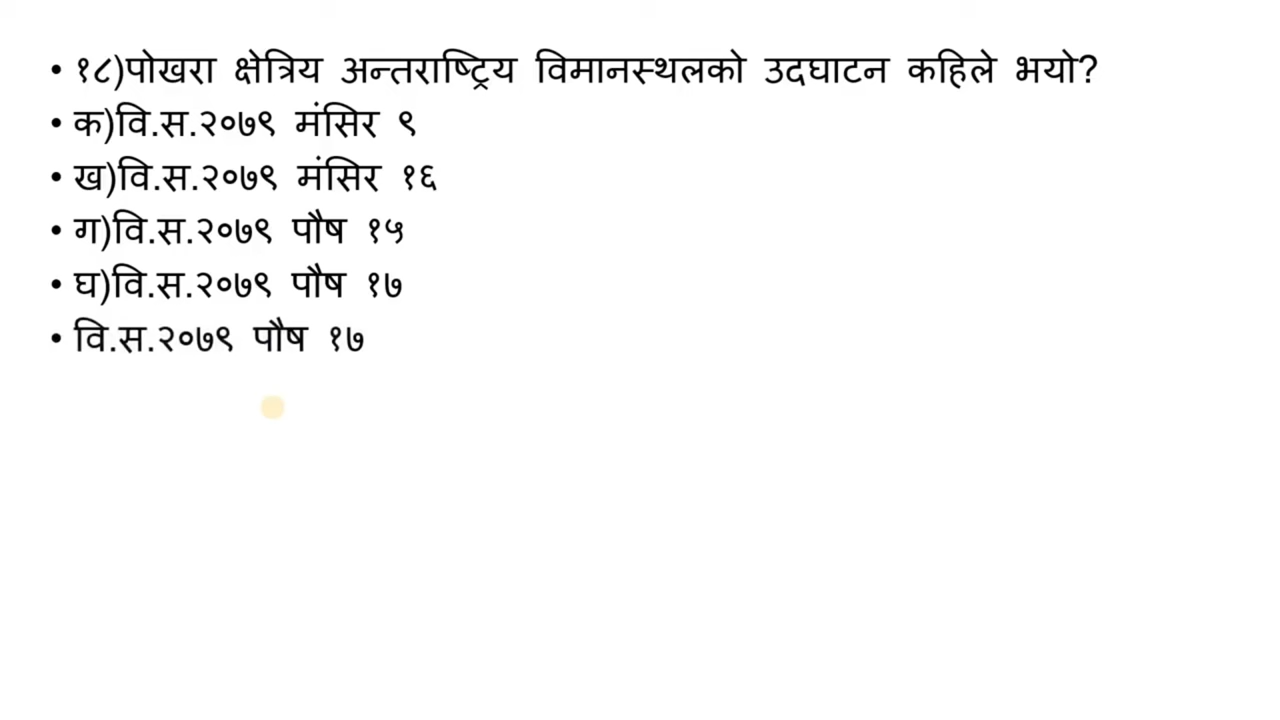 • १८)पोखरा क्षेत्रिय अन्तराष्ट्रिय विमानस्थलको उदघाटन कहिले भयो?
• क)वि.स.२०७९ मंसिर ९
• ख)वि.स.२०७९ मंसिर १६
• ग)वि.स.२०७९ पौष १५
• घ)वि.स.२०७९ पौष १७
• वि.स.२०७९ पौष १७